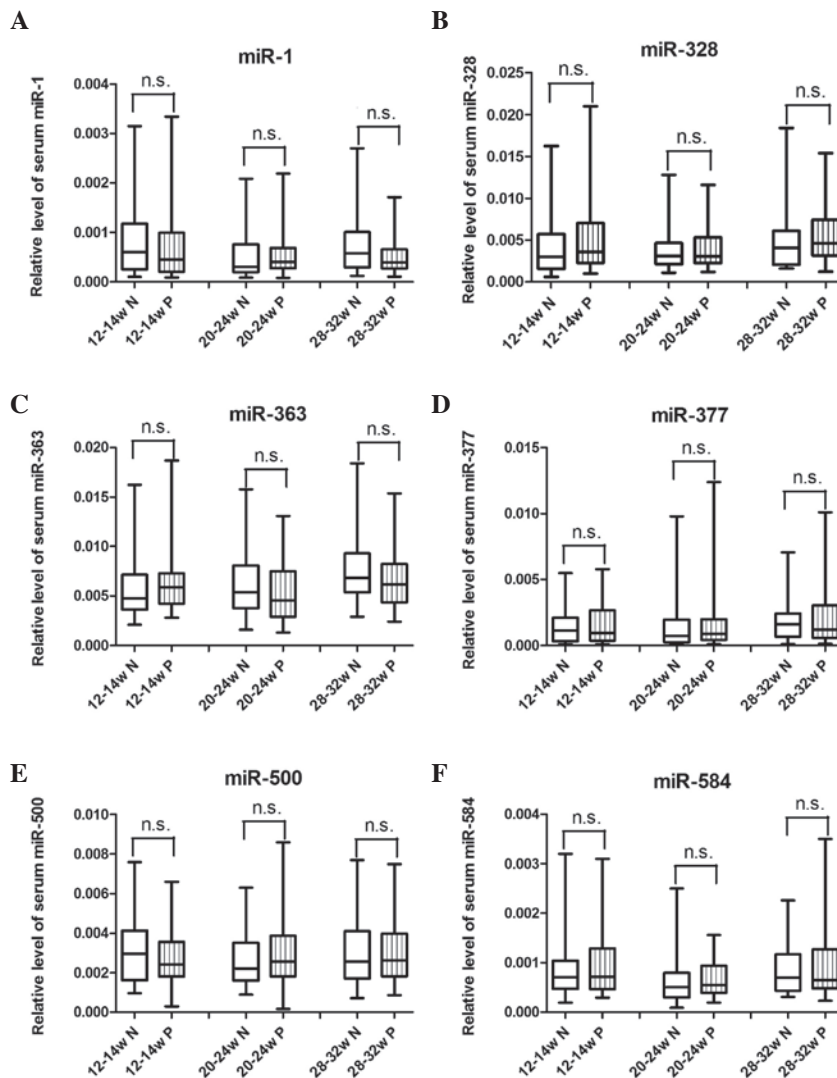 A
miR-1
Relative level of serum miR-1
0.004
0.003
0.002
0.001
0.000
n.s.
n.s.
n.s.
12-14w N
12-14w P
20-24w N
20-24w P
28-32w N
28-32w P
B
miR-328
Relative level of serum miR-328
0.025
0.020
0.015
0.010
0.005
0.000
n.s.
n.s.
n.s.
12-14w N
12-14w P
20-24w N
20-24w P
28-32w N
28-32w P
C
miR-363
Relative level of serum miR-363
0.020
0.015
0.010
0.005
0.000
n.s.
n.s.
n.s.
12-14w N
12-14w P
20-24w N
20-24w P
28-32w N
28-32w P
D
miR-377
Relative level of serum miR-377
0.015
0.010
0.005
0.000
n.s.
n.s.
n.s.
12-14w N
12-14w P
20-24w N
20-24w P
28-32w N
28-32w P
E
miR-500
Relative level of serum miR-500
0.010
0.008
0.006
0.004
0.002
0.000
n.s.
n.s.
n.s.
12-14w N
12-14w P
20-24w N
20-24w P
28-32w N
28-32w P
F
miR-584
Relative level of serum miR-584
0.004
0.003
0.002
0.001
0.000
n.s.
n.s.
n.s.
12-14w N
12-14w P
20-24w N
20-24w P
28-32w N
28-32w P